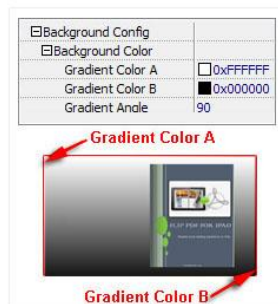 Background Config
Background Color
Gradient Color A 0xFFFFFF
Gradient Color B 0x000000
Gradient Angle 90
Gradient Color A
FLIP PDF FOR IPAD
Gradient Color B